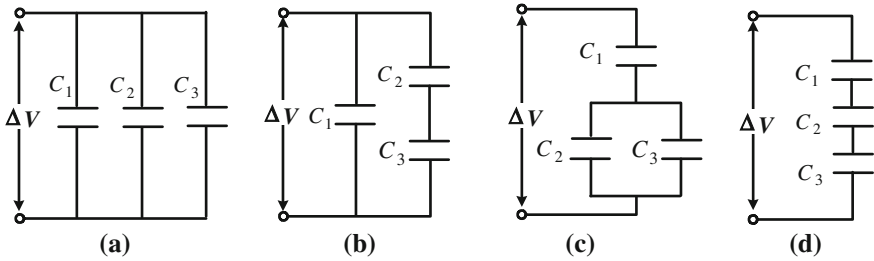 ΔV C₁ C₂ C₃
(a)
ΔV C₁ C₂ C₃
(b)
C₁ ΔV C₂ C₃
(c)
C₁ ΔV C₂ C₃
(d)